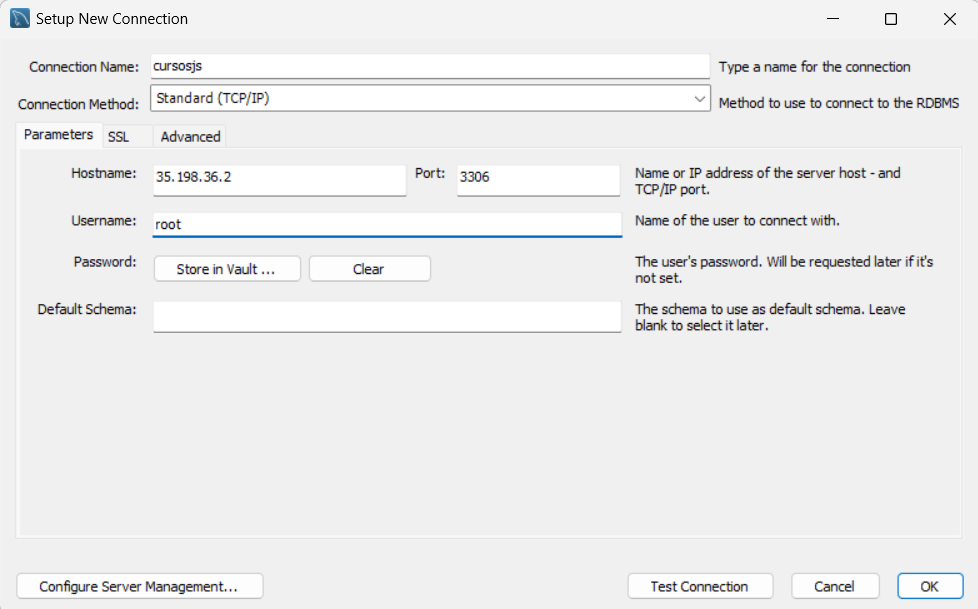 Setup New Connection
Connection Name: cursosjs Type a name for the connection
Connection Method: Standard (TCP/IP) Method to use to connect to the RDBMS
Parameters SSL Advanced
Hostname: 35.198.36.2 Port: 3306 Name or IP address of the server host - and
TCP/IP port.
Username: root Name of the user to connect with.
Password: Store in Vault ... Clear The user's password. Will be requested later if it's
not set.
Default Schema: The schema to use as default schema. Leave
blank to select it later.
Configure Server Management... Test Connection Cancel OK